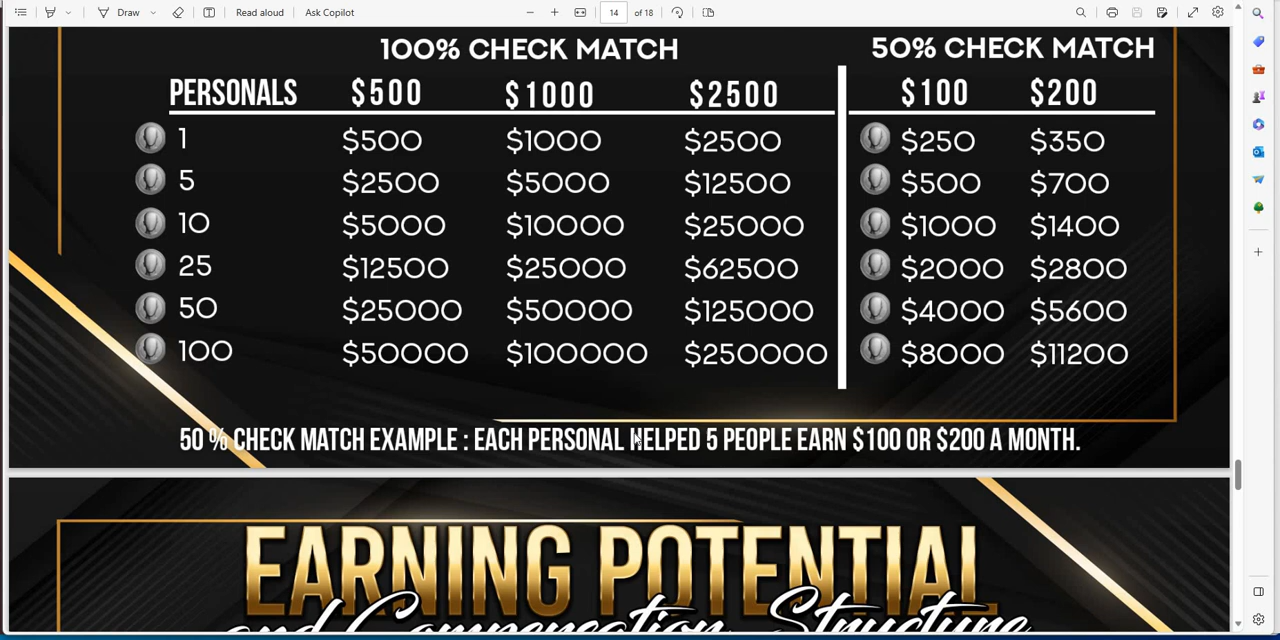 Draw Read aloud Ask Copilot 14 of 18
100% CHECK MATCH 50% CHECK MATCH
PERSONALS $500 $1000 $2500 $100 $200
1 $500 $1000 $2500 $250 $350
5 $2500 $5000 $12500 $500 $700
10 $5000 $10000 $25000 $1000 $1400
25 $12500 $25000 $62500 $2000 $2800
50 $25000 $50000 $125000 $4000 $5600
100 $50000 $100000 $250000 $8000 $11200
50 % CHECK MATCH EXAMPLE : EACH PERSONAL HELPED 5 PEOPLE EARN $100 OR $200 A MONTH.
EARNING POTENTIAL
and Compensation Structure